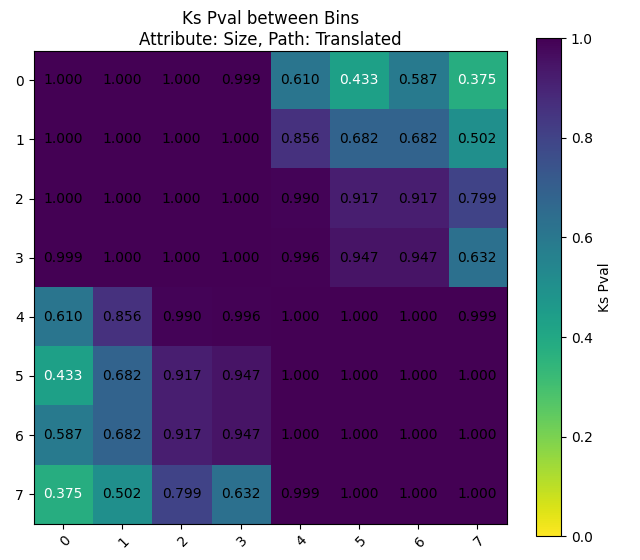 Ks Pval between Bins
Attribute: Size, Path: Translated
0 1.000 1.000 1.000 0.999 0.610 0.433 0.587 0.375
1 1.000 1.000 1.000 1.000 0.856 0.682 0.682 0.502
2 1.000 1.000 1.000 1.000 0.990 0.917 0.917 0.799
3 0.999 1.000 1.000 1.000 0.996 0.947 0.947 0.632
4 0.610 0.856 0.990 0.996 1.000 1.000 1.000 0.999
5 0.433 0.682 0.917 0.947 1.000 1.000 1.000 1.000
6 0.587 0.682 0.917 0.947 1.000 1.000 1.000 1.000
7 0.375 0.502 0.799 0.632 0.999 1.000 1.000 1.000
0 1 2 3 4 5 6 7
1.0
0.8
0.6
0.4
0.2
0.0
Ks Pval